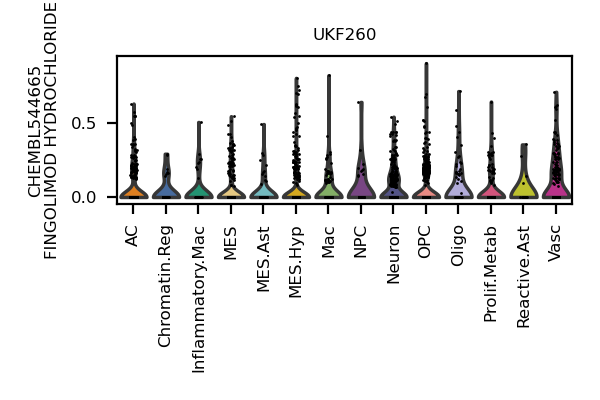 UKF260
CHEMBL544665
FINGOLIMOD HYDROCHLORIDE
0.5
0.0
AC
Chromatin.Reg
Inflammatory.Mac
MES
MES.Ast
MES.Hyp
Mac
NPC
Neuron
OPC
Oligo
Prolif.Metab
Reactive.Ast
Vasc